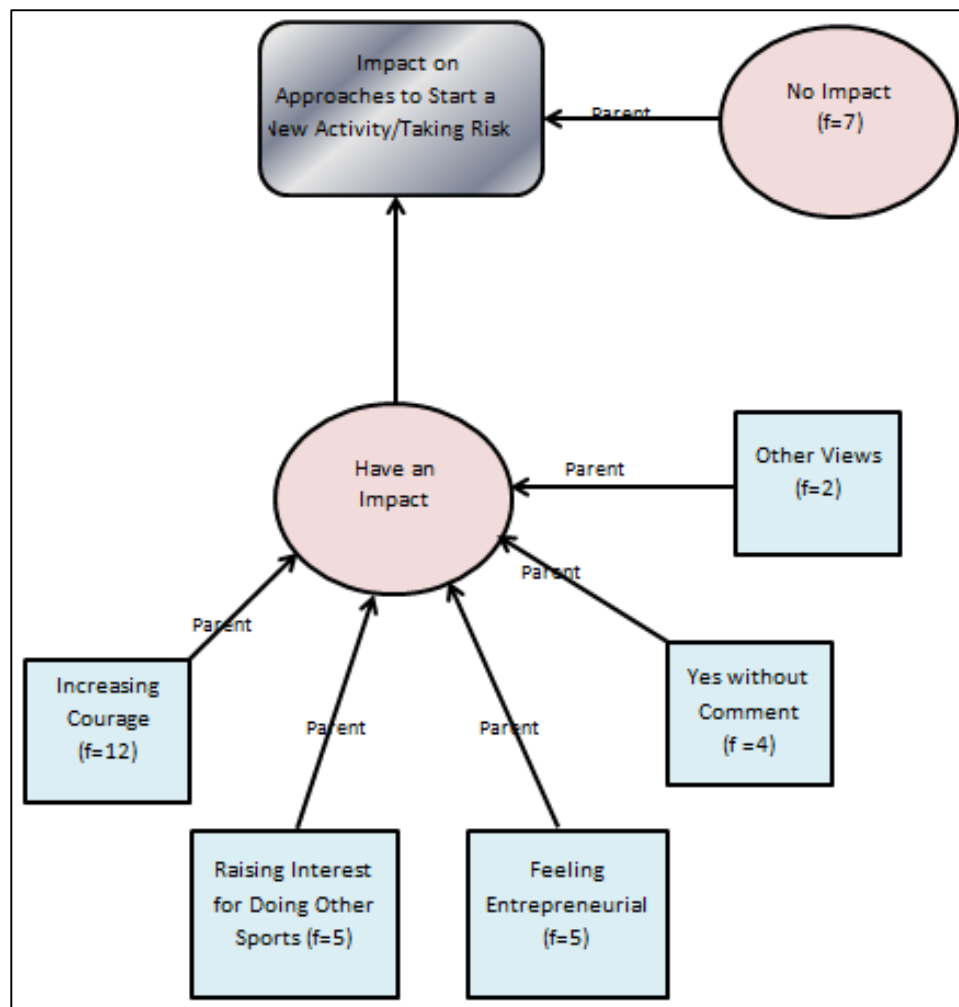 Impact on
Approaches to Start a
New Activity/Taking Risk
Parent
No Impact
(f=7)
Have an
Impact
Parent
Other Views
(f=2)
Parent
Parent
Increasing
Courage
(f=12)
Yes without
Comment
(f =4)
Parent
Parent
Raising Interest
for Doing Other
Sports (f=5)
Feeling
Entrepreneurial
(f=5)